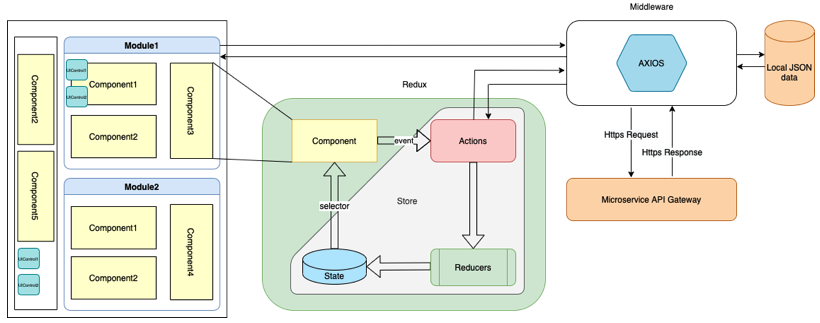 Middleware
Module1
Component2
UIControl1
UIControl2
Component1
Component2
Component3
Component5
UIControl1
UIControl2
Module2
Component1
Component2
Component4
Redux
Component
event
Actions
selector
Store
State
Reducers
AXIOS
Local JSON
data
Https Request
Https Response
Microservice API Gateway